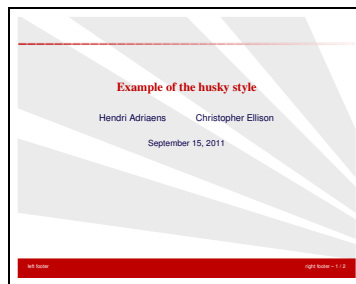 Example of the husky style
Hendri Adriaens Christopher Ellison
September 15, 2011
left footer right footer – 1 / 2